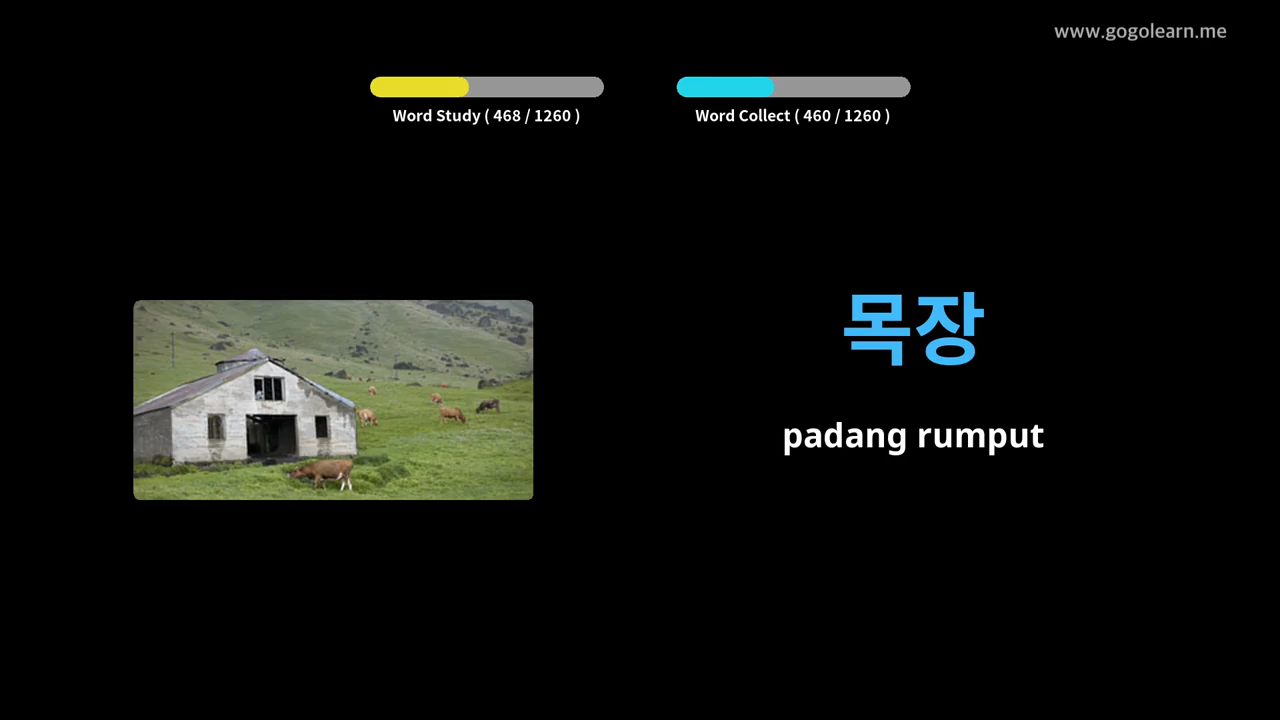 www.gogolearn.me
Word Study ( 468 / 1260 )
Word Collect ( 460 / 1260 )
목장
padang rumput